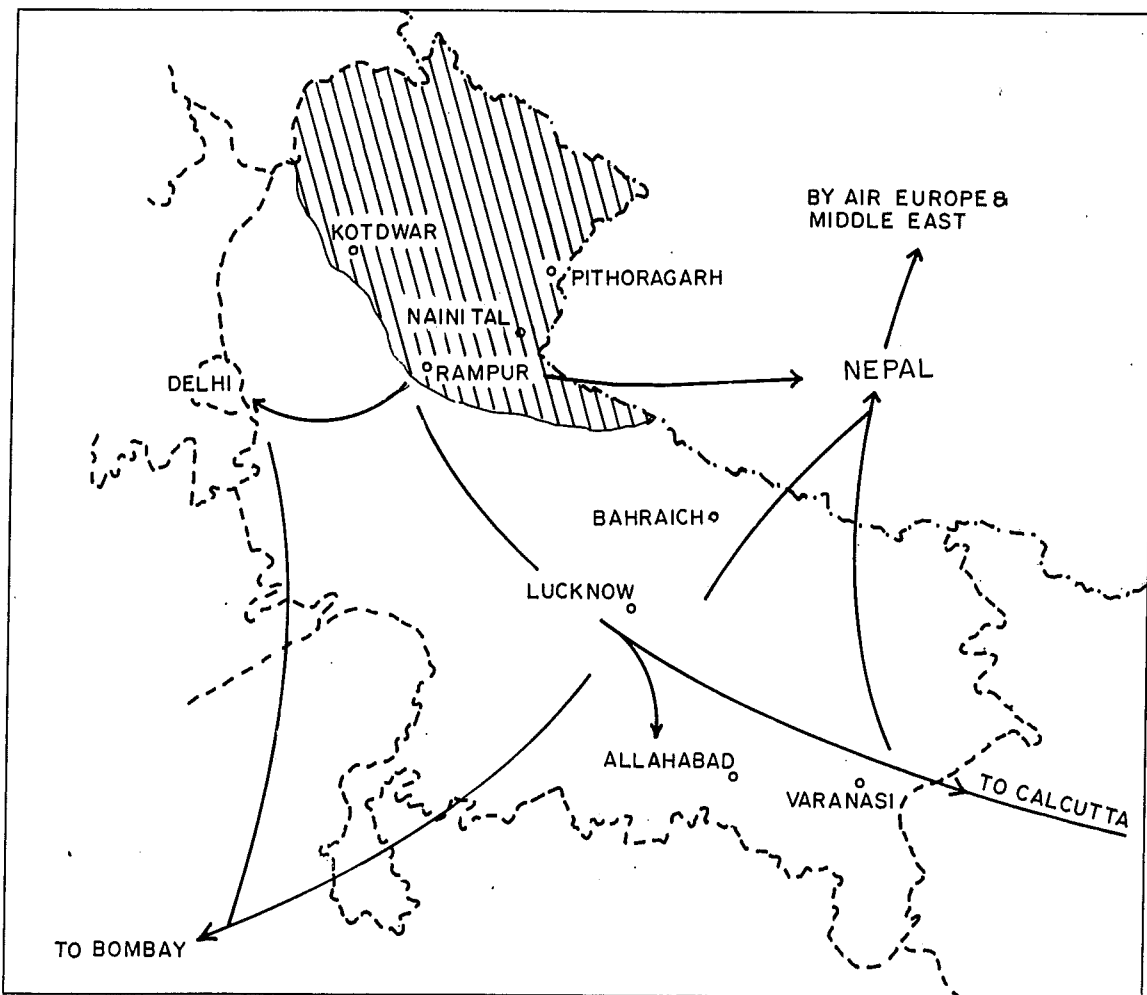 BY AIR EUROPE &
MIDDLE EAST
KOTDWAR
PITHORAGARH
NAINI TAL
RAMPUR
NEPAL
DELHI
BAHRAICH
LUCKNOW
ALLAHABAD
VARANASI
TO CALCUTTA
TO BOMBAY